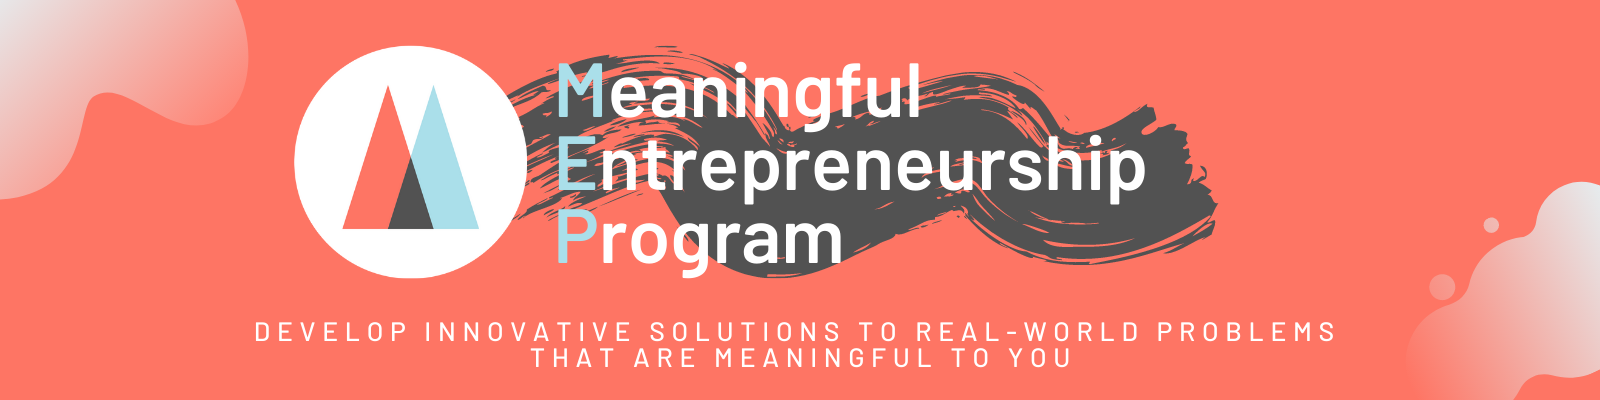 Meaningful
Entrepreneurship
Program
DEVELOP INNOVATIVE SOLUTIONS TO REAL-WORLD PROBLEMS
THAT ARE MEANINGFUL TO YOU